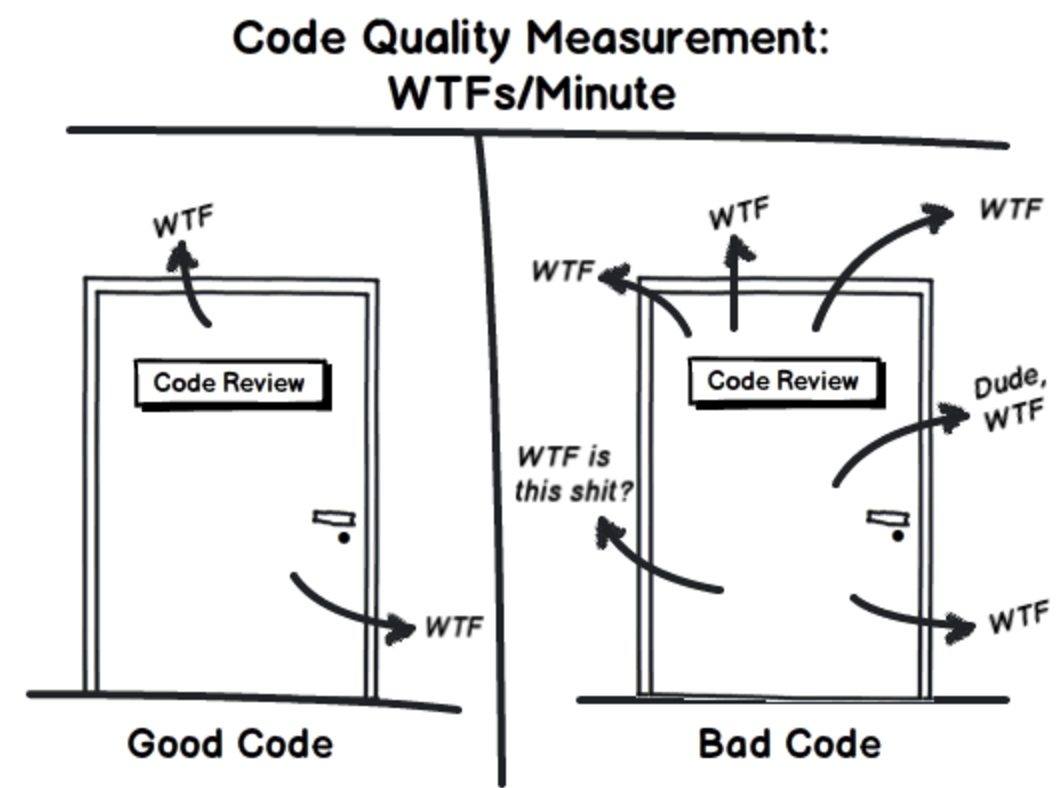 Code Quality Measurement:
WTFs/Minute
WTF
Code Review
WTF
Good Code
WTF
WTF
WTF
Code Review
Dude,
WTF
WTF is
this shit?
WTF
Bad Code